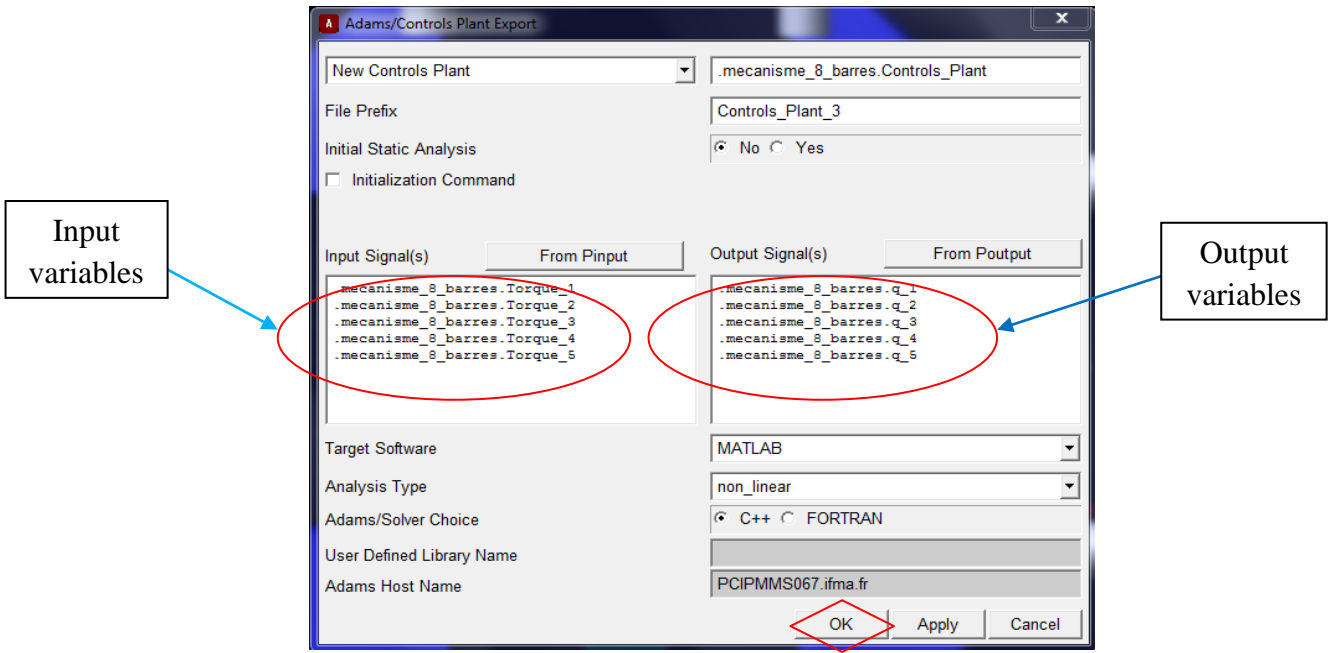 Adams/Controls Plant Export
New Controls Plant
.mecanisme_8_barres.Controls_Plant
File Prefix
Controls_Plant_3
Initial Static Analysis
No Yes
Initialization Command
Input
variables
Input Signal(s)
From Pinput
Output Signal(s)
From Poutput
.mecanisme_8_barres.Torque_1
.mecanisme_8_barres.Torque_2
.mecanisme_8_barres.Torque_3
.mecanisme_8_barres.Torque_4
.mecanisme_8_barres.Torque_5
.mecanisme_8_barres.q_1
.mecanisme_8_barres.q_2
.mecanisme_8_barres.q_3
.mecanisme_8_barres.q_4
.mecanisme_8_barres.q_5
Output
variables
Target Software
MATLAB
Analysis Type
non_linear
Adams/Solver Choice
C++ FORTRAN
User Defined Library Name
Adams Host Name
PCIPMMS067.ifma.fr
OK
Apply
Cancel